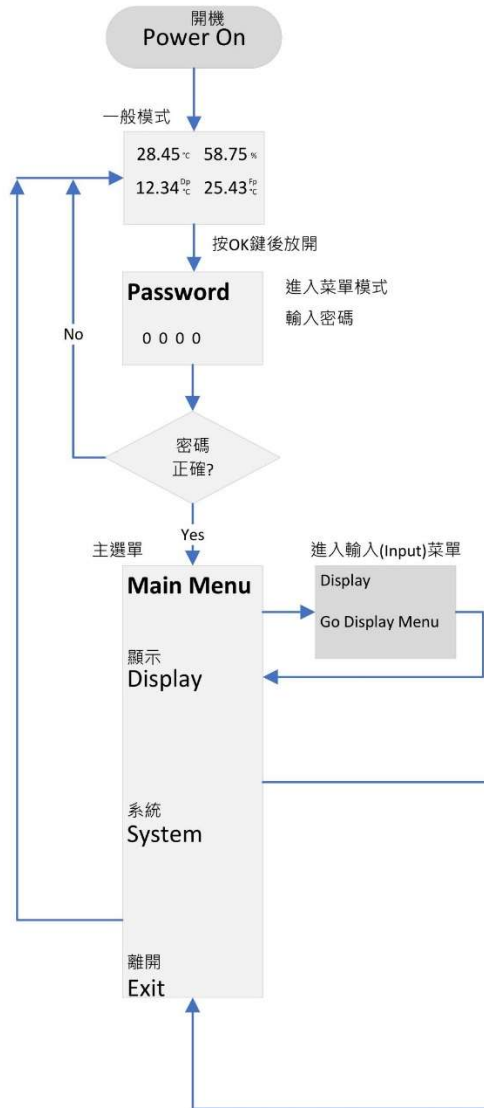 開機
Power On
一般模式
28.45 °C 58.75 %
12.34 Dp °C 25.43 Fp °C
按OK鍵後放開
Password
0 0 0 0
進入菜單模式
輸入密碼
No
密碼
正確?
Yes
主選單
Main Menu
進入輸入(Input)菜單
Display
Go Display Menu
顯示
Display
系統
System
離開
Exit